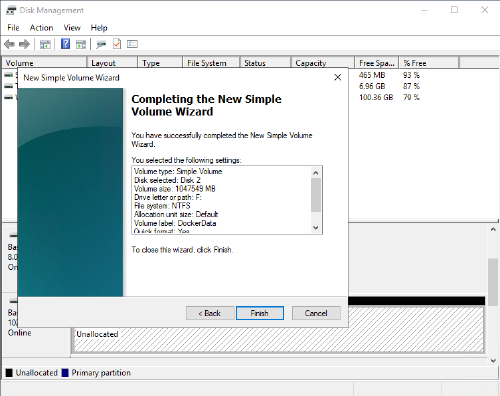 Disk Management
File Action View Help
Volume Layout Type File System Status Capacity Free Spa... % Free
465 MB 93 %
6.96 GB 87 %
100.36 GB 79 %
New Simple Volume Wizard
Completing the New Simple
Volume Wizard
You have successfully completed the New Simple Volume
Wizard.
You selected the following settings:
Volume type: Simple Volume
Disk selected: Disk 2
Volume size: 1047549 MB
Drive letter or path: F:
File system: NTFS
Allocation unit size: Default
Volume label: DockerData
Quick format: Yes
To close this wizard, click Finish.
< Back Finish Cancel
Bas
8.0
On
Bas
10
Online
Unallocated
Unallocated Primary partition